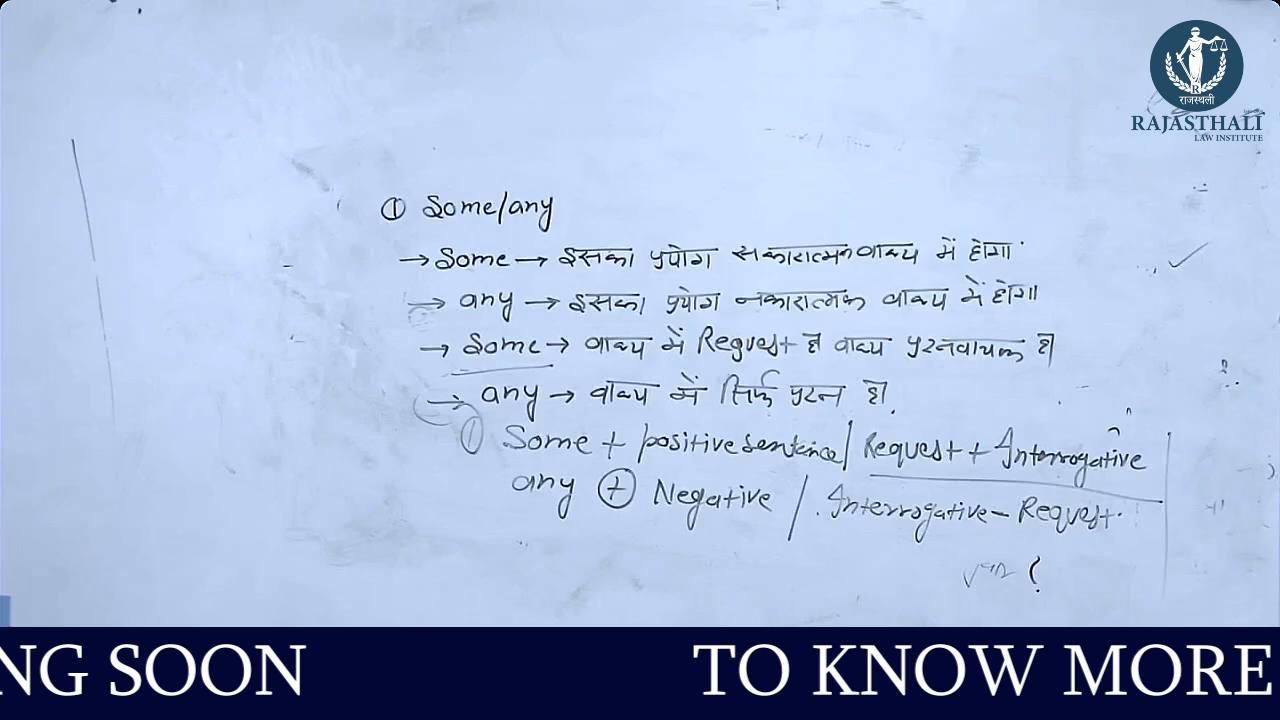 राजस्थली
RAJASTHALI
LAW INSTITUTE
① Some/any
→ Some → इसका प्रयोग सकारात्मक वाक्य में होगा
→ any → इसका प्रयोग नकारात्मक वाक्य में होगा
→ Some → वाक्य में Request हो वाक्य प्रश्नवाचक हो
→ any → वाक्य में सिर्फ प्रश्न हो.
① Some + positive sentence/ Request + Interrogative
any ⊕ Negative / Interrogative - Request.
NG SOON TO KNOW MORE